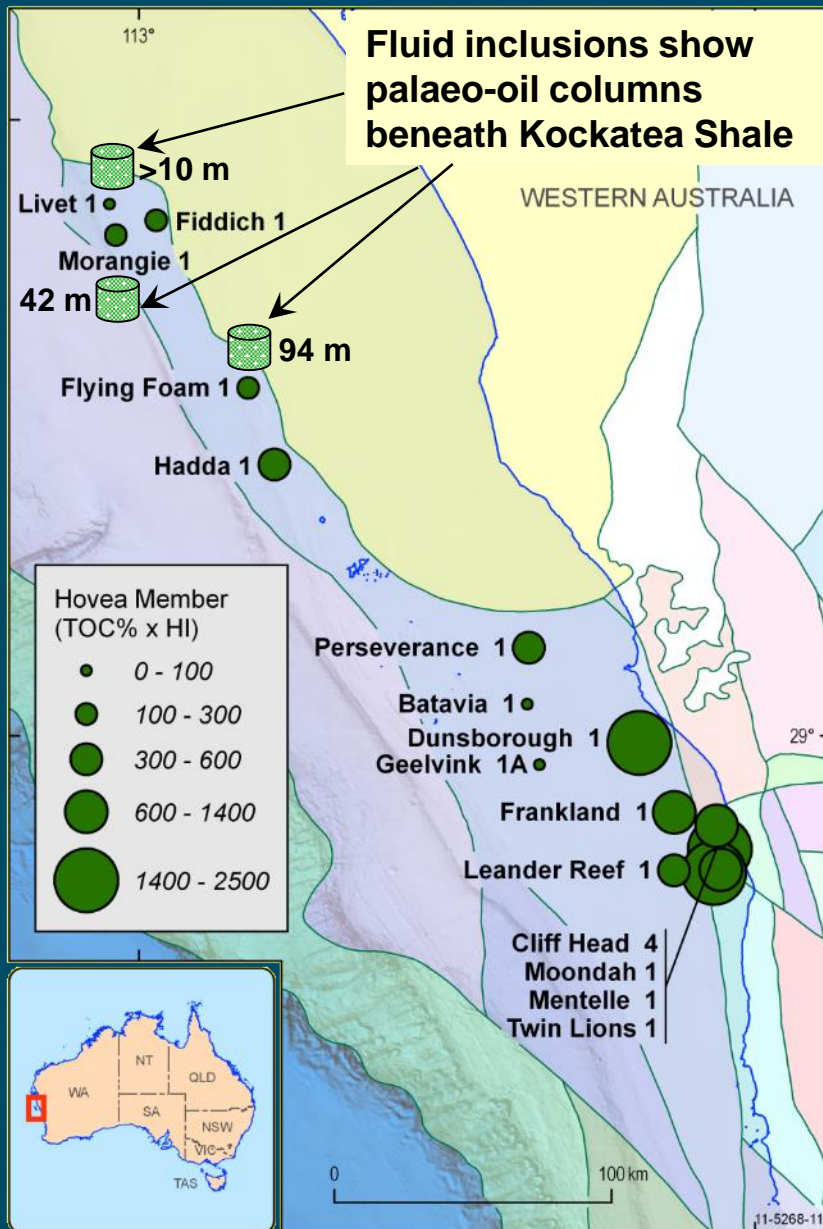 113°
Fluid inclusions show
palaeo-oil columns
beneath Kockatea Shale
WESTERN AUSTRALIA
>10 m
Livet 1
Fiddich 1
Morangie 1
42 m
94 m
Flying Foam 1
Hadda 1
Hovea Member
(TOC% x HI)
0 - 100
100 - 300
300 - 600
600 - 1400
1400 - 2500
Perseverance 1
Batavia 1
Dunsborough 1
29°
Geelvink 1A
Frankland 1
Leander Reef 1
Cliff Head 4
Moondah 1
Mentelle 1
Twin Lions 1
WA
NT
QLD
SA
NSW
VIC
TAS
0
100 km
11-5268-11